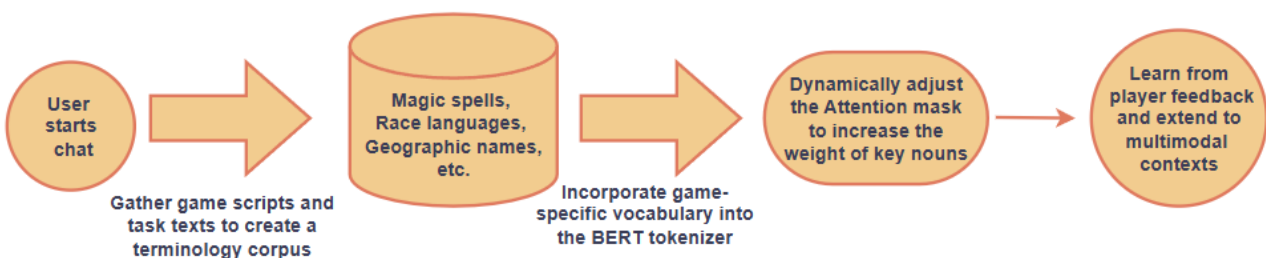 User
starts
chat
Gather game scripts and
task texts to create a
terminology corpus
Magic spells,
Race languages,
Geographic names,
etc.
Incorporate game-
specific vocabulary into
the BERT tokenizer
Dynamically adjust
the Attention mask
to increase the
weight of key nouns
Learn from
player feedback
and extend to
multimodal
contexts